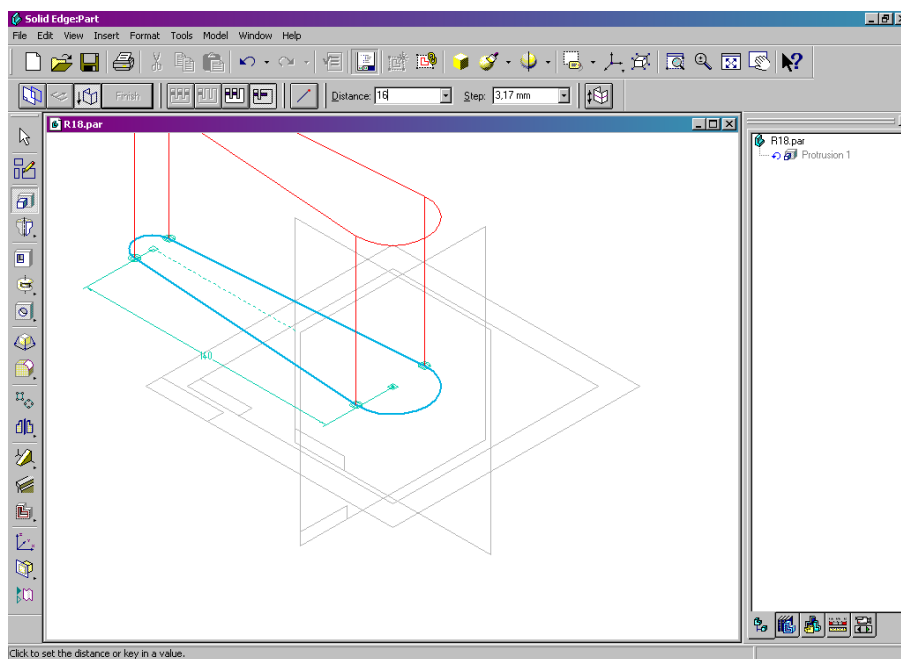 Solid Edge:Part
File Edit View Insert Format Tools Model Window Help
Finish Distance: 16 Step: 3,17 mm
R18.par
R18.par
Protrusion 1
140
Click to set the distance or key in a value.